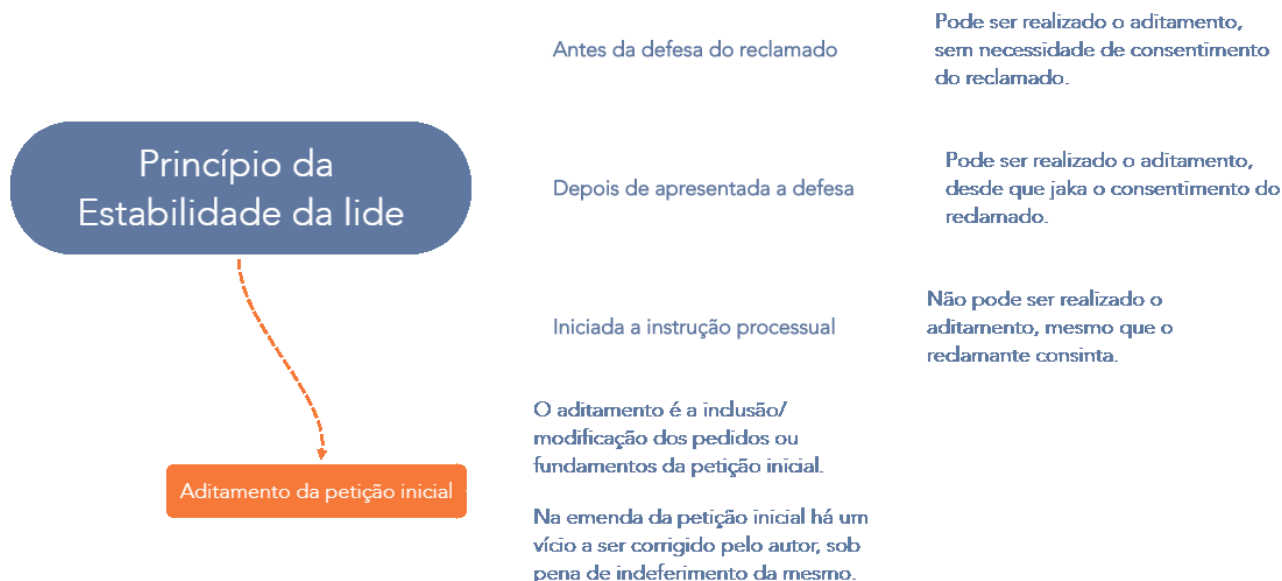 Princípio da
Estabilidade da lide
Antes da defesa do reclamado
Pode ser realizado o aditamento,
sem necessidade de consentimento
do reclamado.
Depois de apresentada a defesa
Pode ser realizado o aditamento,
desde que jaka o consentimento do
reclamado.
Iniciada a instrução processual
Não pode ser realizado o
aditamento, mesmo que o
reclamante consinta.
Aditamento da petição inicial
O aditamento é a inclusão/
modificação dos pedidos ou
fundamentos da petição inicial.
Na emenda da petição inicial há um
vício a ser corrigido pelo autor, sob
pena de indeferimento da mesmo.